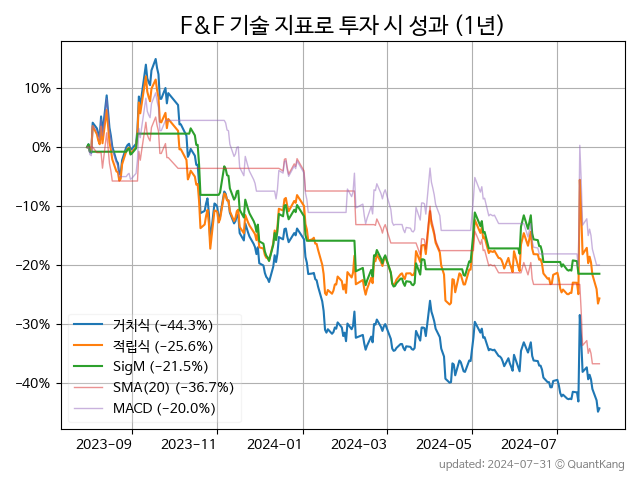 F&F 기술 지표로 투자 시 성과 (1년)
10%
0%
−10%
−20%
−30%
−40%
거치식 (−44.3%)
적립식 (−25.6%)
SigM (−21.5%)
SMA(20) (−36.7%)
MACD (−20.0%)
2023−09
2023−11
2024−01
2024−03
2024−05
2024−07
updated: 2024-07-31 © QuantKang